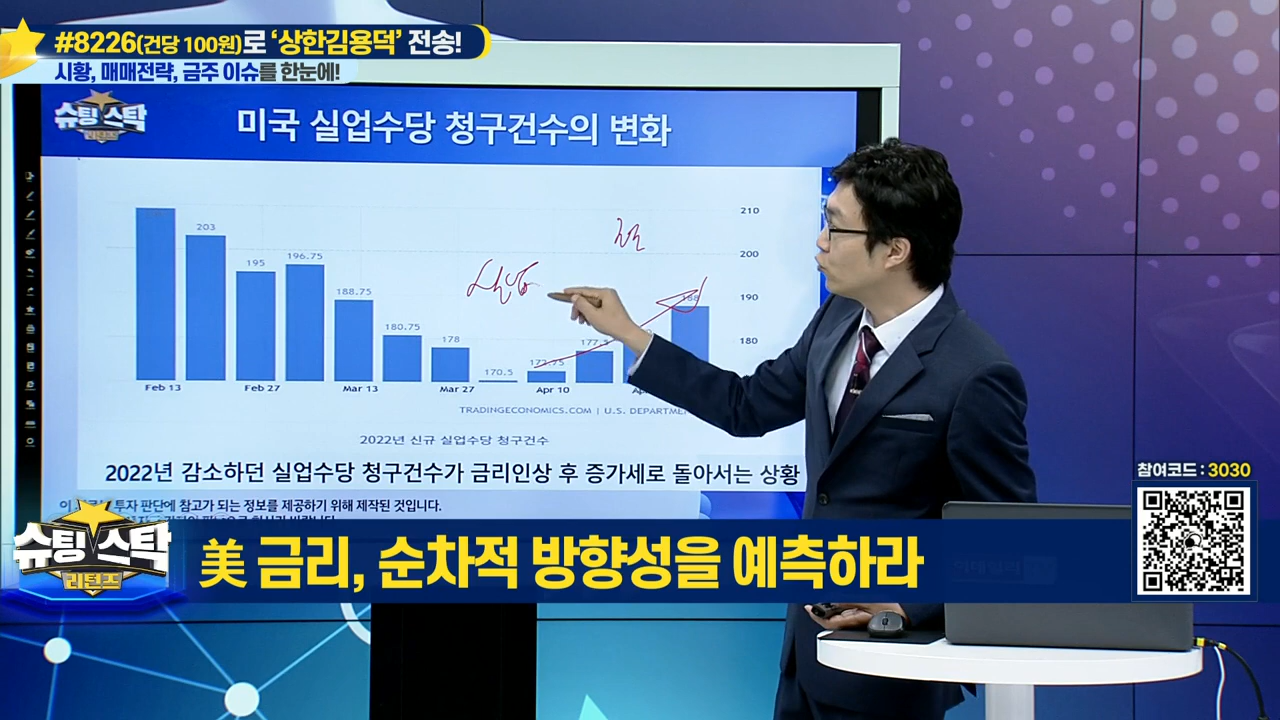 #8226(건당 100원)로 ‘상한김용덕’ 전송!
시황, 매매전략, 금주 이슈를 한눈에!
슈팅 스탁
리턴즈
미국 실업수당 청구건수의 변화
203
195
196.75
188.75
180.75
178
170.5
172.75
177.5
188
210
200
190
180
Feb 13
Feb 27
Mar 13
Mar 27
Apr 10
실업
TRADINGECONOMICS.COM | U.S. DEPARTME
2022년 신규 실업수당 청구건수
2022년 감소하던 실업수당 청구건수가 금리인상 후 증가세로 돌아서는 상황
이 투자 판단에 참고가 되는 정보를 제공하기 위해 제작된 것입니다.
참여코드 : 3030
슈팅 스탁
리턴즈
美 금리, 순차적 방향성을 예측하라